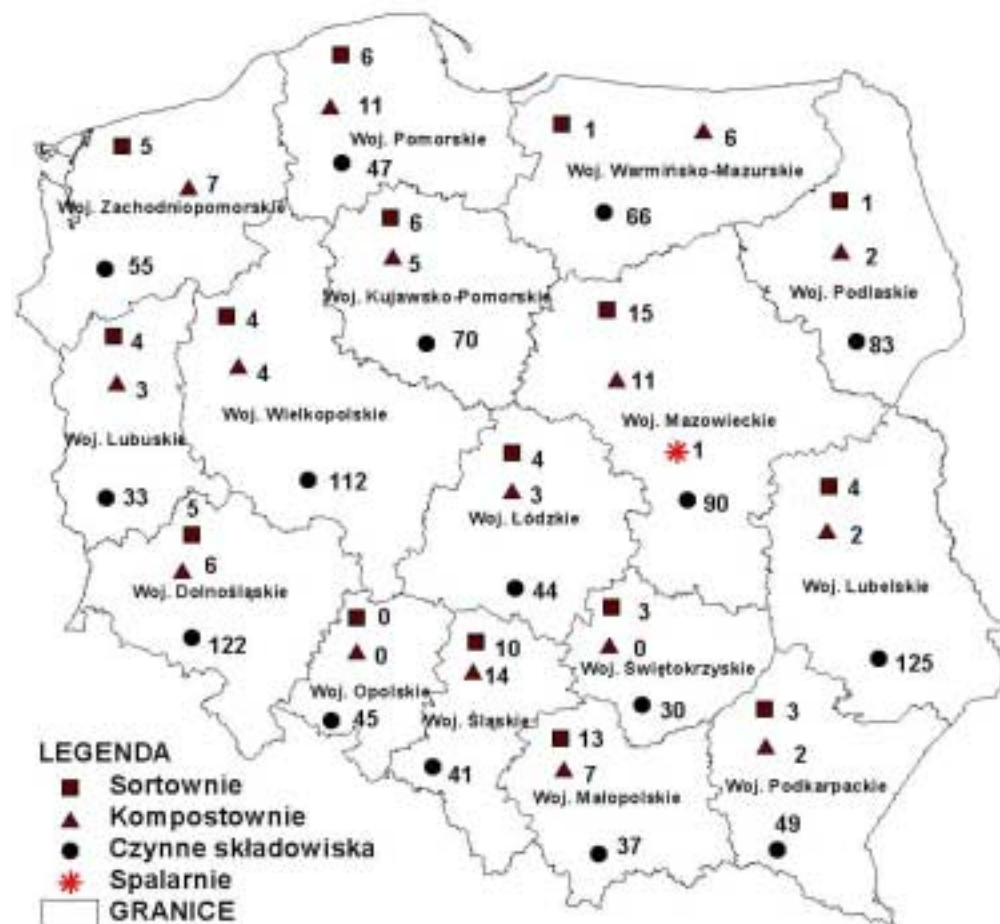 6
11
Woj. Pomorskie
47
5
7
Woj. Zachodniopomorskie
55
1
6
Woj. Warmińsko-Mazurskie
66
1
2
Woj. Podlaskie
83
6
5
Woj. Kujawsko-Pomorskie
70
15
11
Woj. Mazowieckie
1
90
4
3
Woj. Lubuskie
33
4
4
Woj. Wielkopolskie
112
4
3
Woj. Łódzkie
44
4
2
Woj. Lubelskie
125
5
6
Woj. Dolnośląskie
122
0
0
Woj. Opolskie
45
10
14
Woj. Śląskie
41
3
0
Woj. Świętokrzyskie
30
13
7
Woj. Małopolskie
37
3
2
Woj. Podkarpackie
49
LEGENDA
Sortownie
Kompostownie
Czynne składowiska
Spalarnie
GRANICE